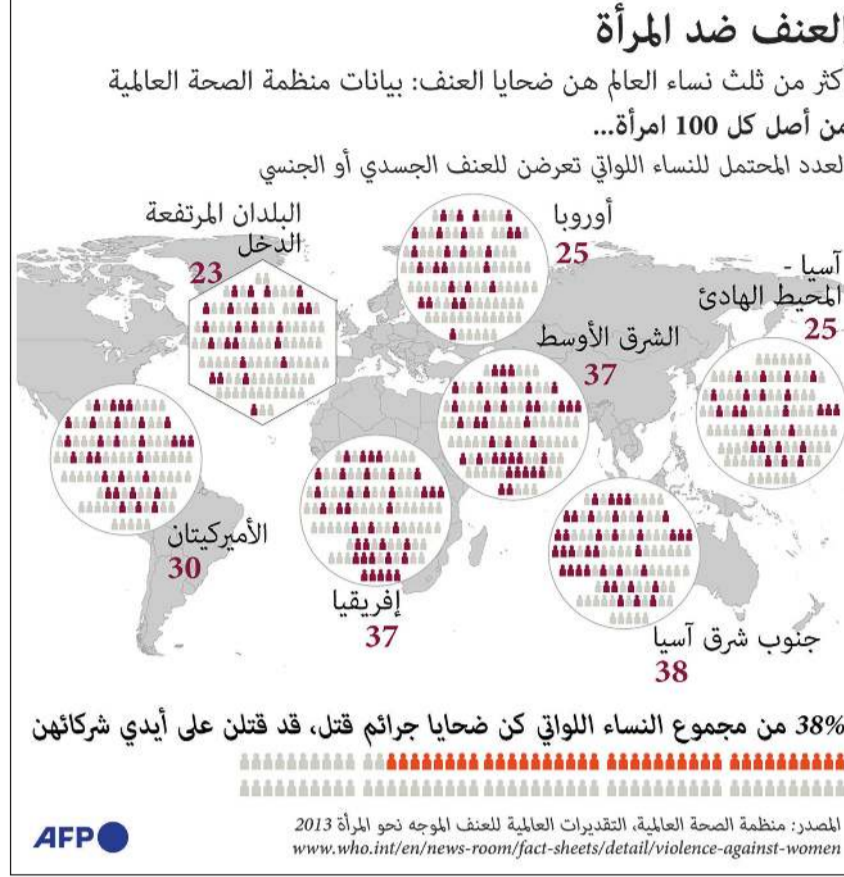 العنف ضد المرأة
أكثر من ثلث نساء العالم هن ضحايا العنف: بيانات منظمة الصحة العالمية
من أصل كل 100 امرأة...
العدد المحتمل للنساء اللواتي تعرضن للعنف الجسدي أو الجنسي
البلدان المرتفعة
الدخل
23
أوروبا
25
آسيا -
المحيط الهادئ
25
الشرق الأوسط
37
الأميركيتان
30
إفريقيا
37
جنوب شرق آسيا
38
38% من مجموع النساء اللواتي كن ضحايا جرائم قتل، قد قتلن على أيدي شركائهن
المصدر: منظمة الصحة العالمية، التقديرات العالمية للعنف الموجه نحو المرأة 2013
www.who.int/en/news-room/fact-sheets/detail/violence-against-women
AFP